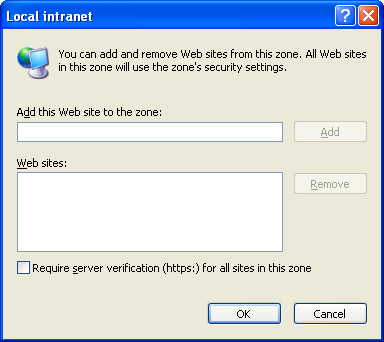 Local intranet
You can add and remove Web sites from this zone. All Web sites
in this zone will use the zone's security settings.
Add this Web site to the zone:
Add
Web sites:
Remove
Require server verification (https:) for all sites in this zone
OK Cancel